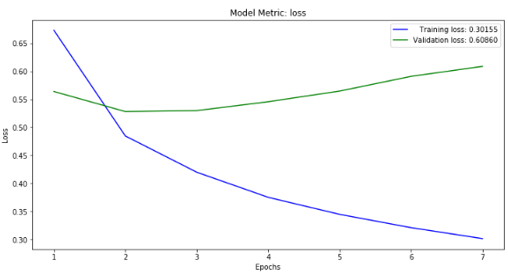 Model Metric: loss
Training loss: 0.30155
Validation loss: 0.60860
Loss
0.65
0.60
0.55
0.50
0.45
0.40
0.35
0.30
1 2 3 4 5 6 7
Epochs